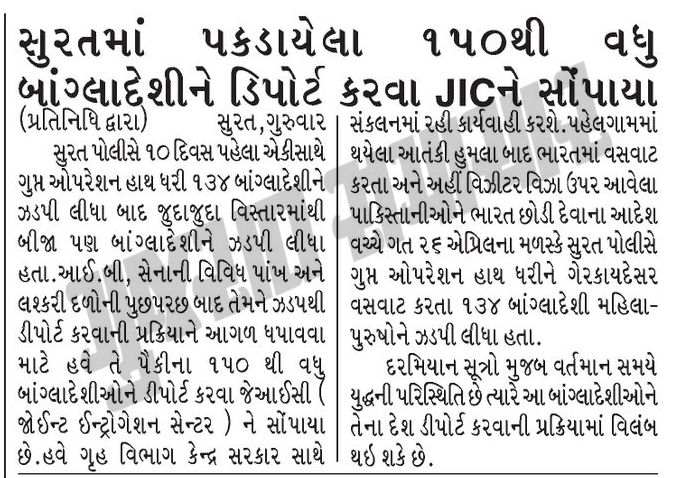 સુરતમાં પકડાયેલા ૧૫૦થી વધુ
બાંગ્લાદેશીને ડિપોર્ટ કરવા JICને સોંપાયા
(પ્રતિનિધિ દ્વારા) સુરત,ગુરુવાર
સુરત પોલીસે ૧૦ દિવસ પહેલા એકીસાથે
ગુપ્ત ઓપરેશન હાથ ધરી ૧૩૪ બાંગ્લાદેશીને
ઝડપી લીધા બાદ જુદાજુદા વિસ્તારમાંથી
બીજા પણ બાંગ્લાદેશીને ઝડપી લીધા
હતા.આઈ.બી, સેનાની વિવિધ પાંખ અને
લશ્કરી દળોની પુછપરછ બાદ તેમને ઝડપથી
ડીપોર્ટ કરવાની પ્રક્રિયાને આગળ ધપાવવા
માટે હવે તે પૈકીના ૧૫૦ થી વધુ
બાંગ્લાદેશીઓને ડીપોર્ટ કરવા જેઆઈસી (
જોઈન્ટ ઈન્ટ્રોગેશન સેન્ટર ) ને સોંપાયા
છે.હવે ગૃહ વિભાગ કેન્દ્ર સરકાર સાથે
સંકલનમાં રહી કાર્યવાહી કરશે.પહેલગામમાં
થયેલા આતંકી હુમલા બાદ ભારતમાં વસવાટ
કરતા અને અહીં વિઝીટર વિઝા ઉપર આવેલા
પાકિસ્તાનીઓને ભારત છોડી દેવાના આદેશ
વચ્ચે ગત ૨૬ એપ્રિલના મળસ્કે સુરત પોલીસે
ગુપ્ત ઓપરેશન હાથ ધરીને ગેરકાયદેસર
વસવાટ કરતા ૧૩૪ બાંગ્લાદેશી મહિલા-
પુરુષોને ઝડપી લીધા હતા.
દરમિયાન સૂત્રો મુજબ વર્તમાન સમયે
યુદ્ધની પરિસ્થિતિ છે ત્યારે આ બાંગ્લાદેશીઓને
તેના દેશ ડીપોર્ટ કરવાની પ્રક્રિયામાં વિલંબ
થઇ શકે છે.
ગુજરાત સમાચાર